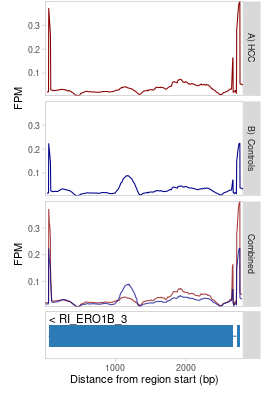 A) HCC
0.3
0.2
0.1
FPM
B) Controls
0.3
0.2
0.1
Combined
0.3
0.2
0.1
FPM
< RI_ERO1B_3
1000 2000
Distance from region start (bp)